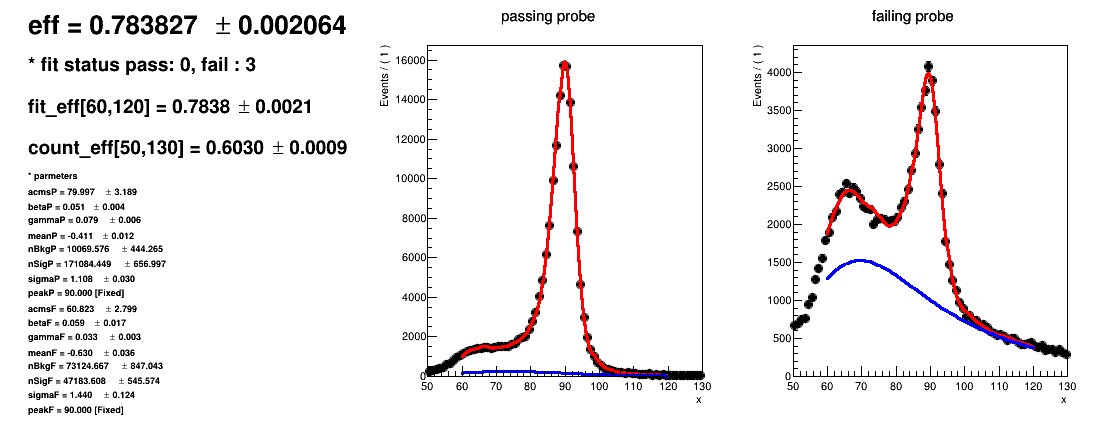 eff = 0.783827 ± 0.002064
* fit status pass: 0, fail : 3
fit_eff[60,120] = 0.7838 ± 0.0021
count_eff[50,130] = 0.6030 ± 0.0009
* parmeters
acmsP = 79.997 ± 3.189
betaP = 0.051 ± 0.004
gammaP = 0.079 ± 0.006
meanP = -0.411 ± 0.012
nBkgP = 10069.576 ± 444.265
nSigP = 171084.449 ± 656.997
sigmaP = 1.108 ± 0.030
peakP = 90.000 [Fixed]
acmsF = 60.823 ± 2.799
betaF = 0.059 ± 0.017
gammaF = 0.033 ± 0.003
meanF = -0.630 ± 0.036
nBkgF = 73124.667 ± 847.043
nSigF = 47183.608 ± 545.574
sigmaF = 1.440 ± 0.124
peakF = 90.000 [Fixed]
passing probe
Events / ( 1 )
16000
14000
12000
10000
8000
6000
4000
2000
0
50 60 70 80 90 100 110 120 130
x
failing probe
Events / ( 1 )
4000
3500
3000
2500
2000
1500
1000
500
0
50 60 70 80 90 100 110 120 130
x